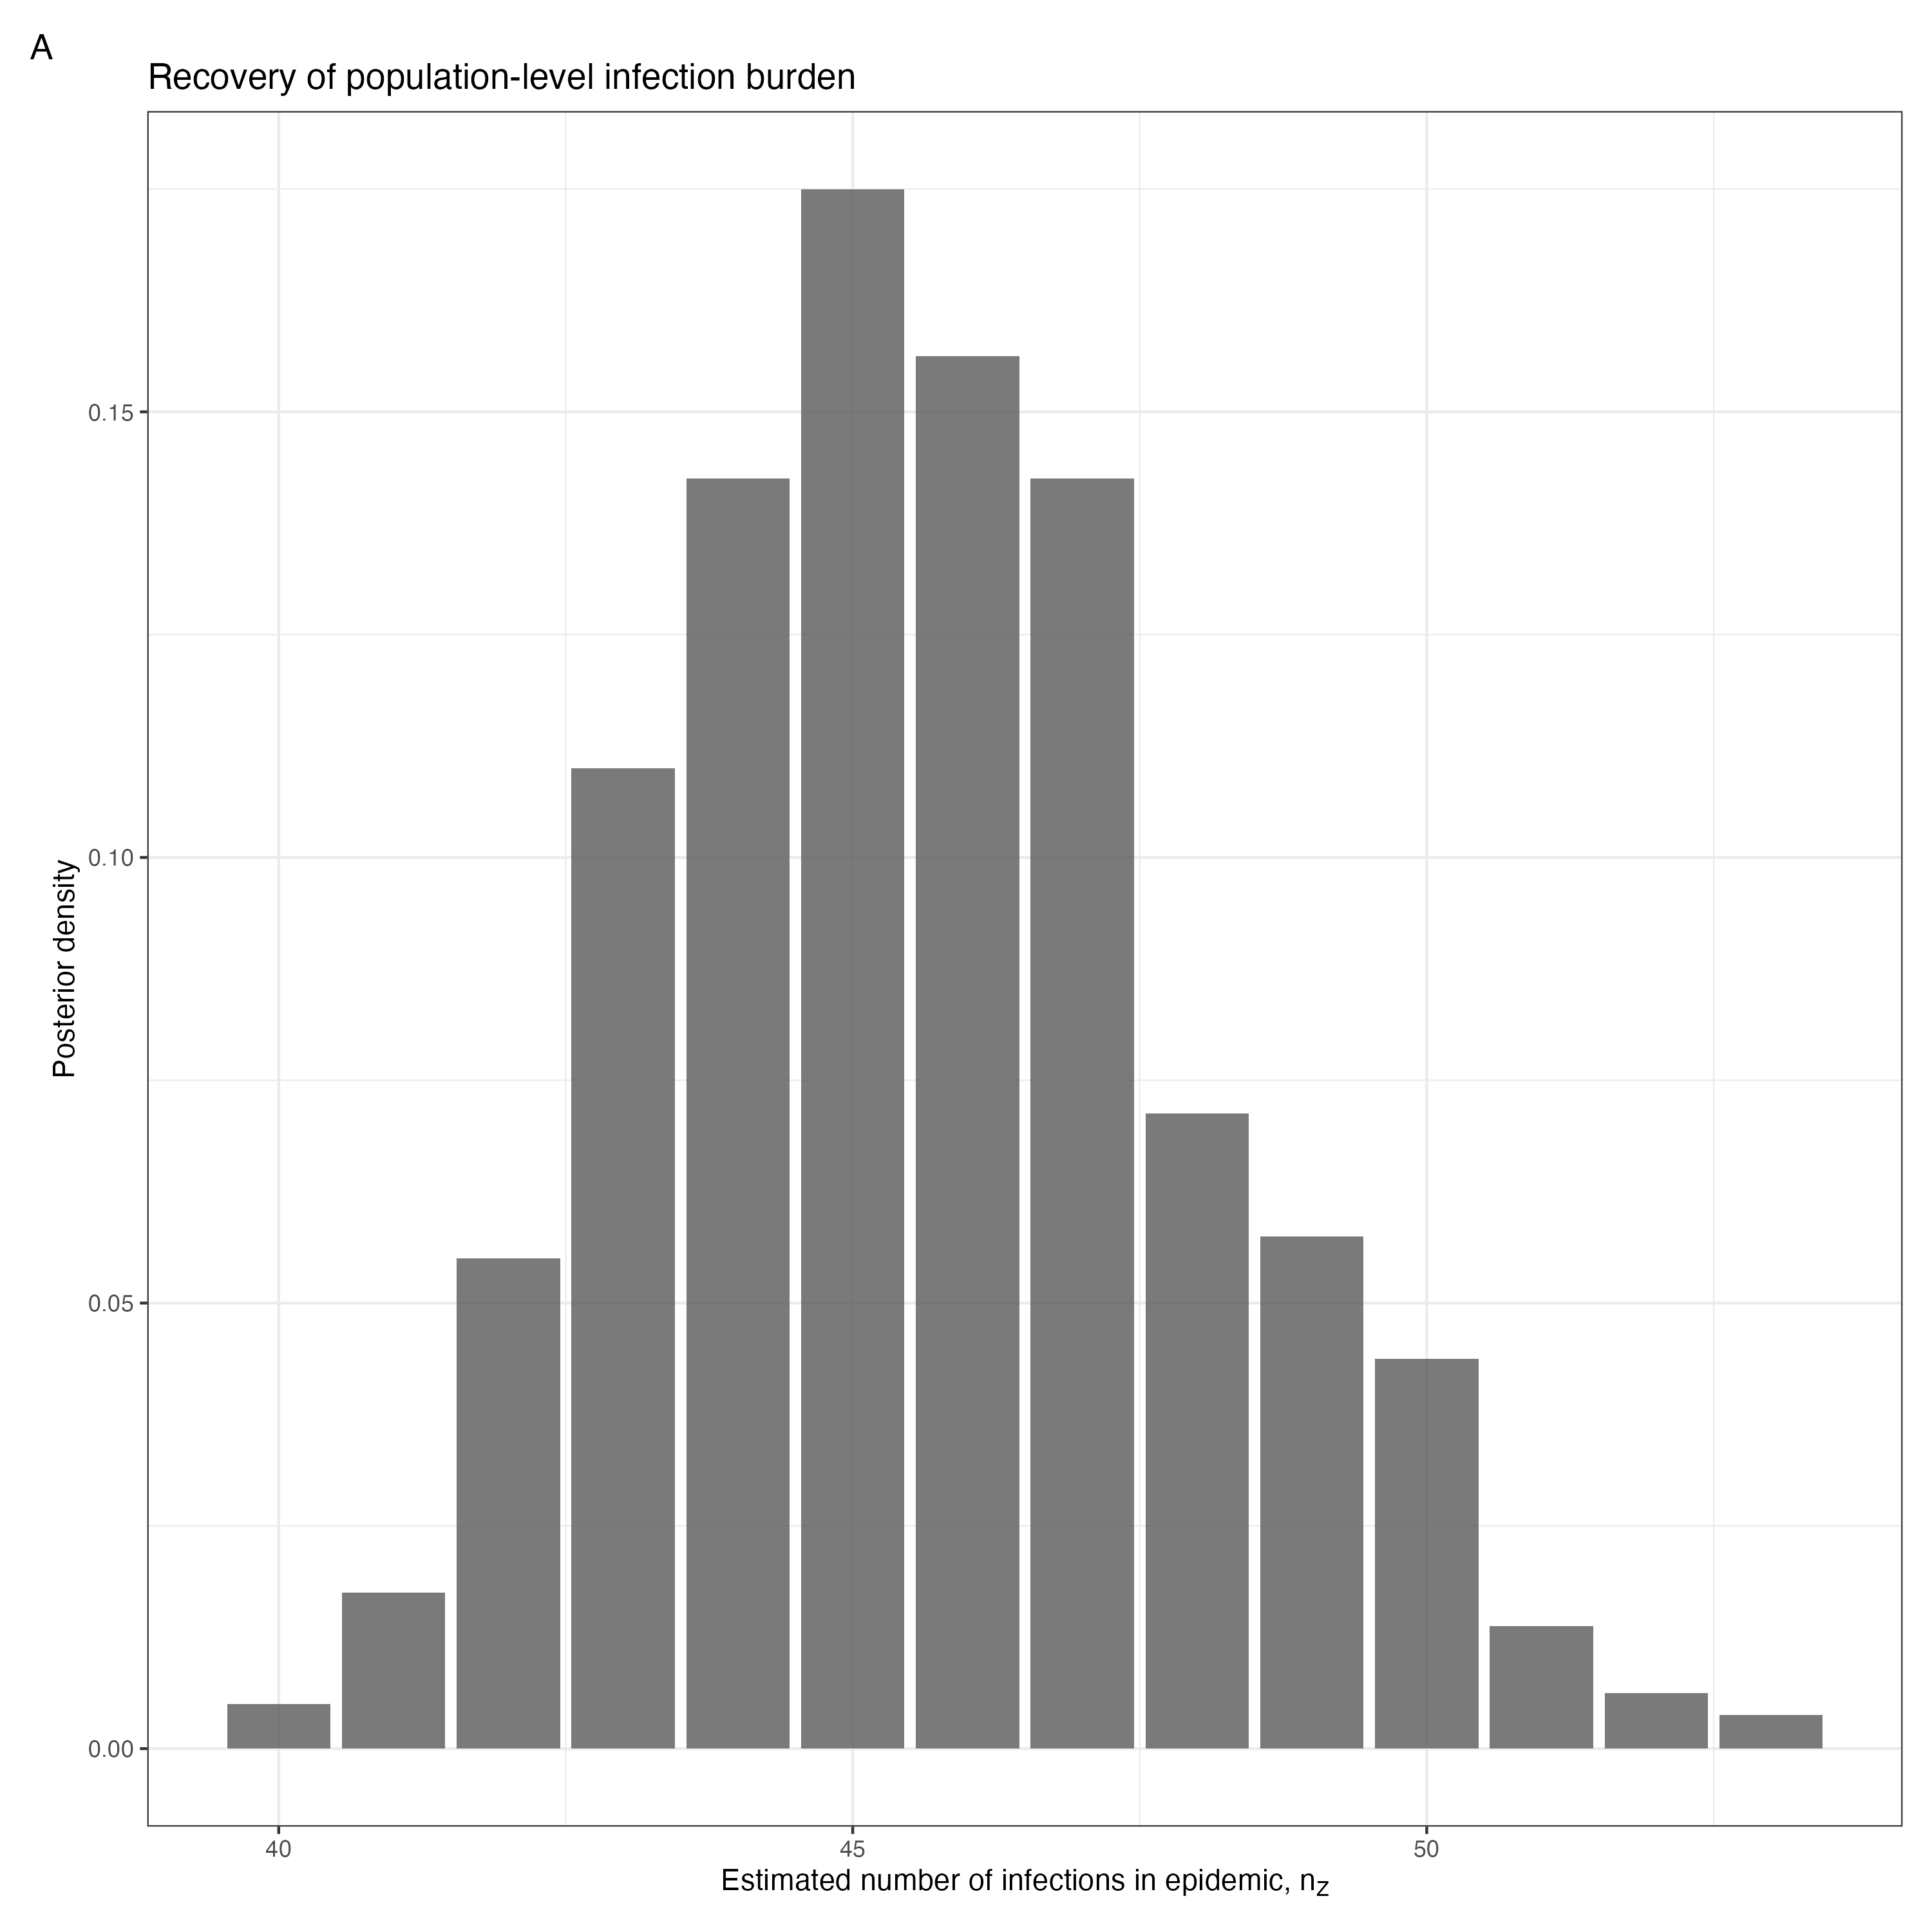 A
Recovery of population-level infection burden
0.15
0.10
0.05
0.00
Posterior density
40 45 50
Estimated number of infections in epidemic, nZ